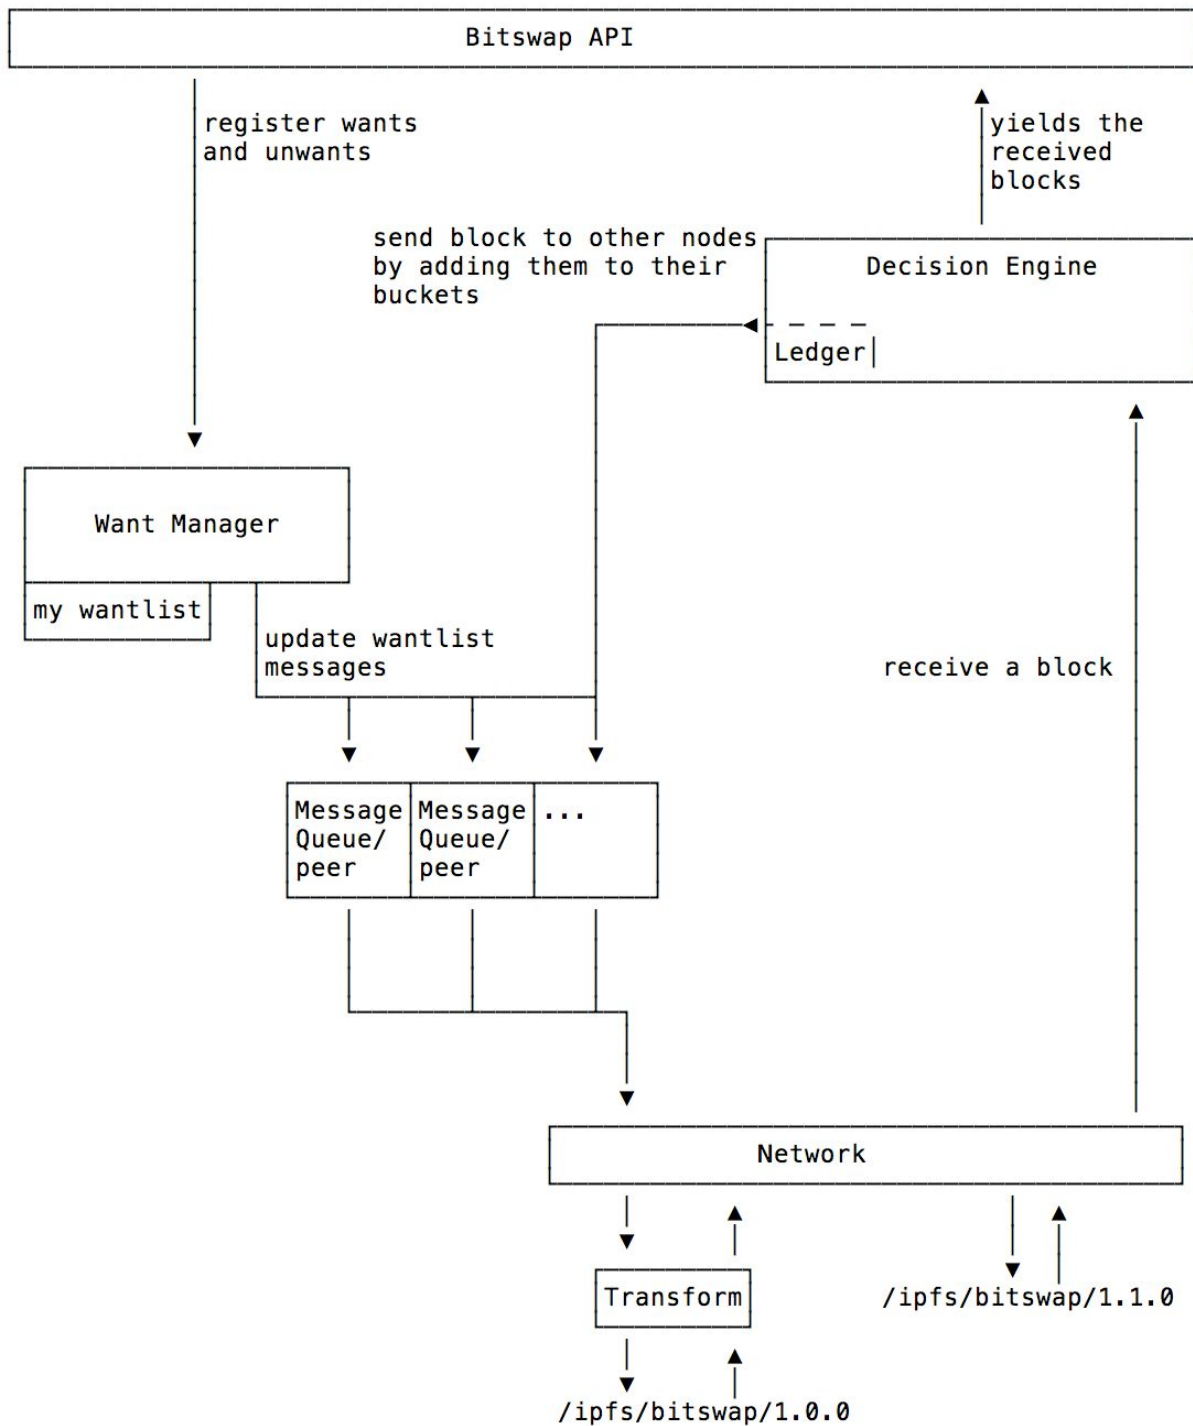 Bitswap API
register wants
and unwants
yields the
received
blocks
send block to other nodes
by adding them to their
buckets
Decision Engine
Ledger
Want Manager
my wantlist
update wantlist
messages
receive a block
Message
Queue/
peer
Message
Queue/
peer
...
Network
Transform
/ipfs/bitswap/1.1.0
/ipfs/bitswap/1.0.0